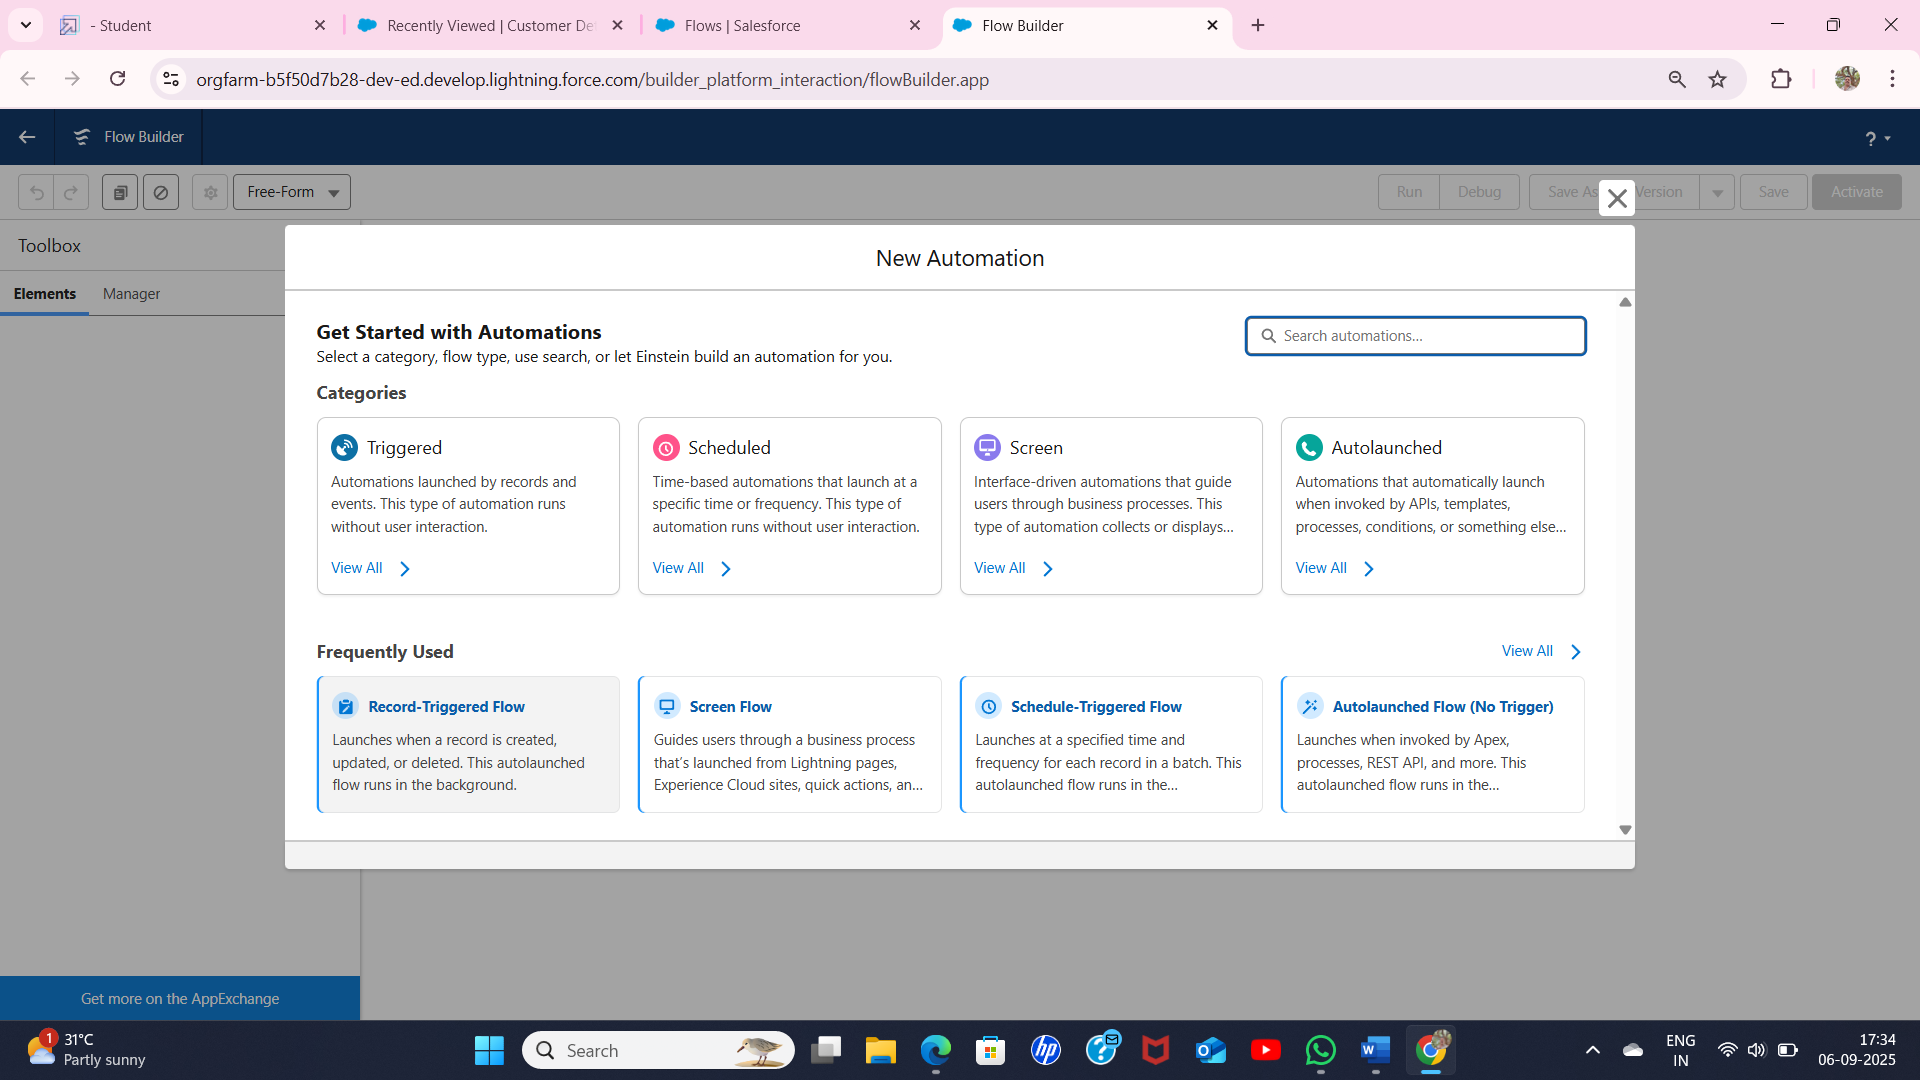 - Student
Recently Viewed | Customer De
Flows | Salesforce
Flow Builder
orgfarm-b5f50d7b28-dev-ed.develop.lightning.force.com/builder_platform_interaction/flowBuilder.app
Flow Builder
?
Free-Form
Run
Debug
Save As
Version
Save
Activate
Toolbox
Elements
Manager
New Automation
Get Started with Automations
Select a category, flow type, use search, or let Einstein build an automation for you.
Search automations...
Categories
Triggered
Automations launched by records and
events. This type of automation runs
without user interaction.
View All
Scheduled
Time-based automations that launch at a
specific time or frequency. This type of
automation runs without user interaction.
View All
Screen
Interface-driven automations that guide
users through business processes. This
type of automation collects or displays...
View All
Autolaunched
Automations that automatically launch
when invoked by APIs, templates,
processes, conditions, or something else...
View All
Frequently Used
View All
Record-Triggered Flow
Launches when a record is created,
updated, or deleted. This autolaunched
flow runs in the background.
Screen Flow
Guides users through a business process
that’s launched from Lightning pages,
Experience Cloud sites, quick actions, an...
Schedule-Triggered Flow
Launches at a specified time and
frequency for each record in a batch. This
autolaunched flow runs in the...
Autolaunched Flow (No Trigger)
Launches when invoked by Apex,
processes, REST API, and more. This
autolaunched flow runs in the...
Get more on the AppExchange
1
31°C
Partly sunny
Search
hp
ENG
IN
17:34
06-09-2025